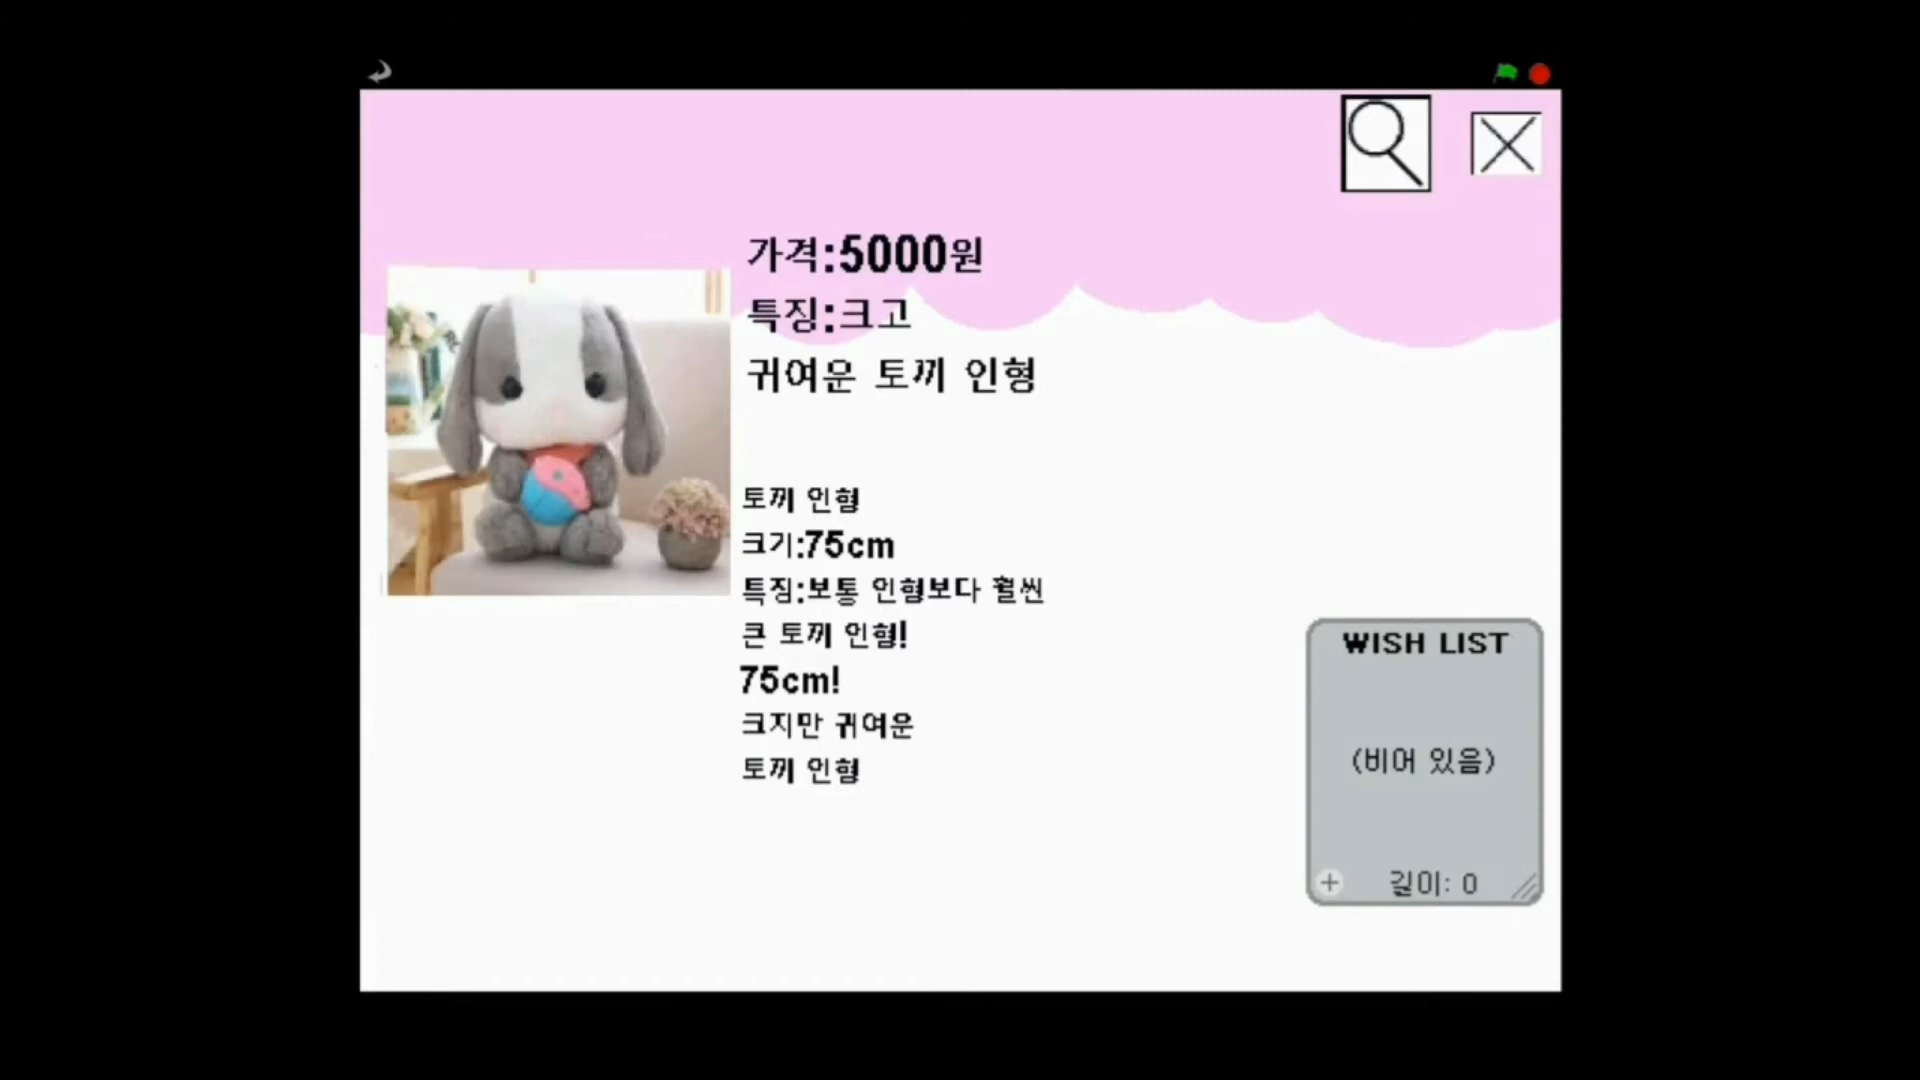 가격:5000원
특징:크고
귀여운 토끼 인형
토끼 인형
크기:75cm
특징:보통 인형보다 훨씬
큰 토끼 인형!
75cm!
크지만 귀여운
토끼 인형
WISH LIST
(비어 있음)
+ 길이: 0